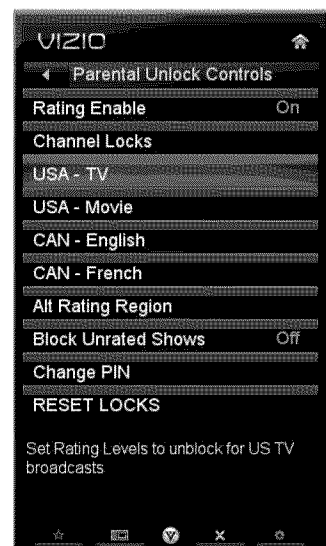 VIZIO
Parental Unlock Controls
Rating Enable On
Channel Locks
USA - TV
USA - Movie
CAN - English
CAN - French
Alt Rating Region
Block Unrated Shows Off
Change PIN
RESET LOCKS
Set Rating Levels to unblock for US TV
broadcasts